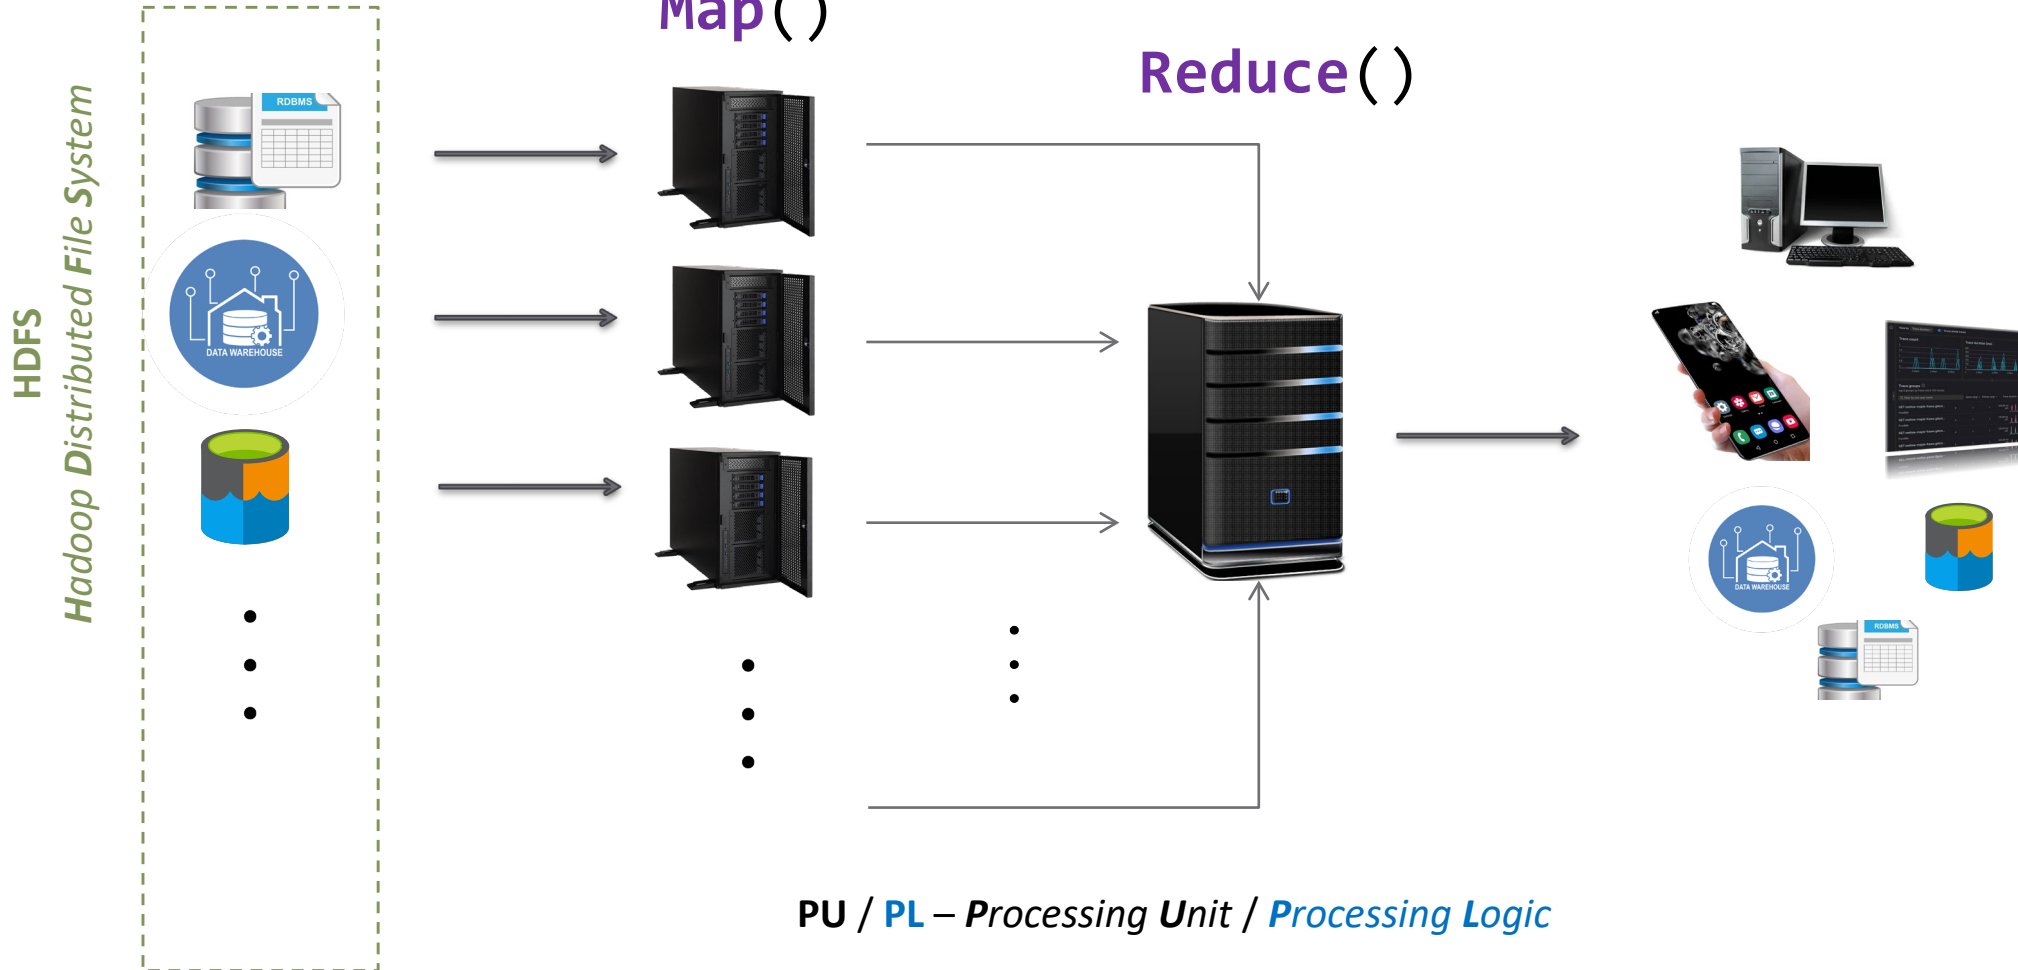 Map()
Reduce()
HDFS
Hadoop Distributed File System
RDBMS
DATA WAREHOUSE
DATA WAREHOUSE
RDBMS
PU / PL – Processing Unit / Processing Logic